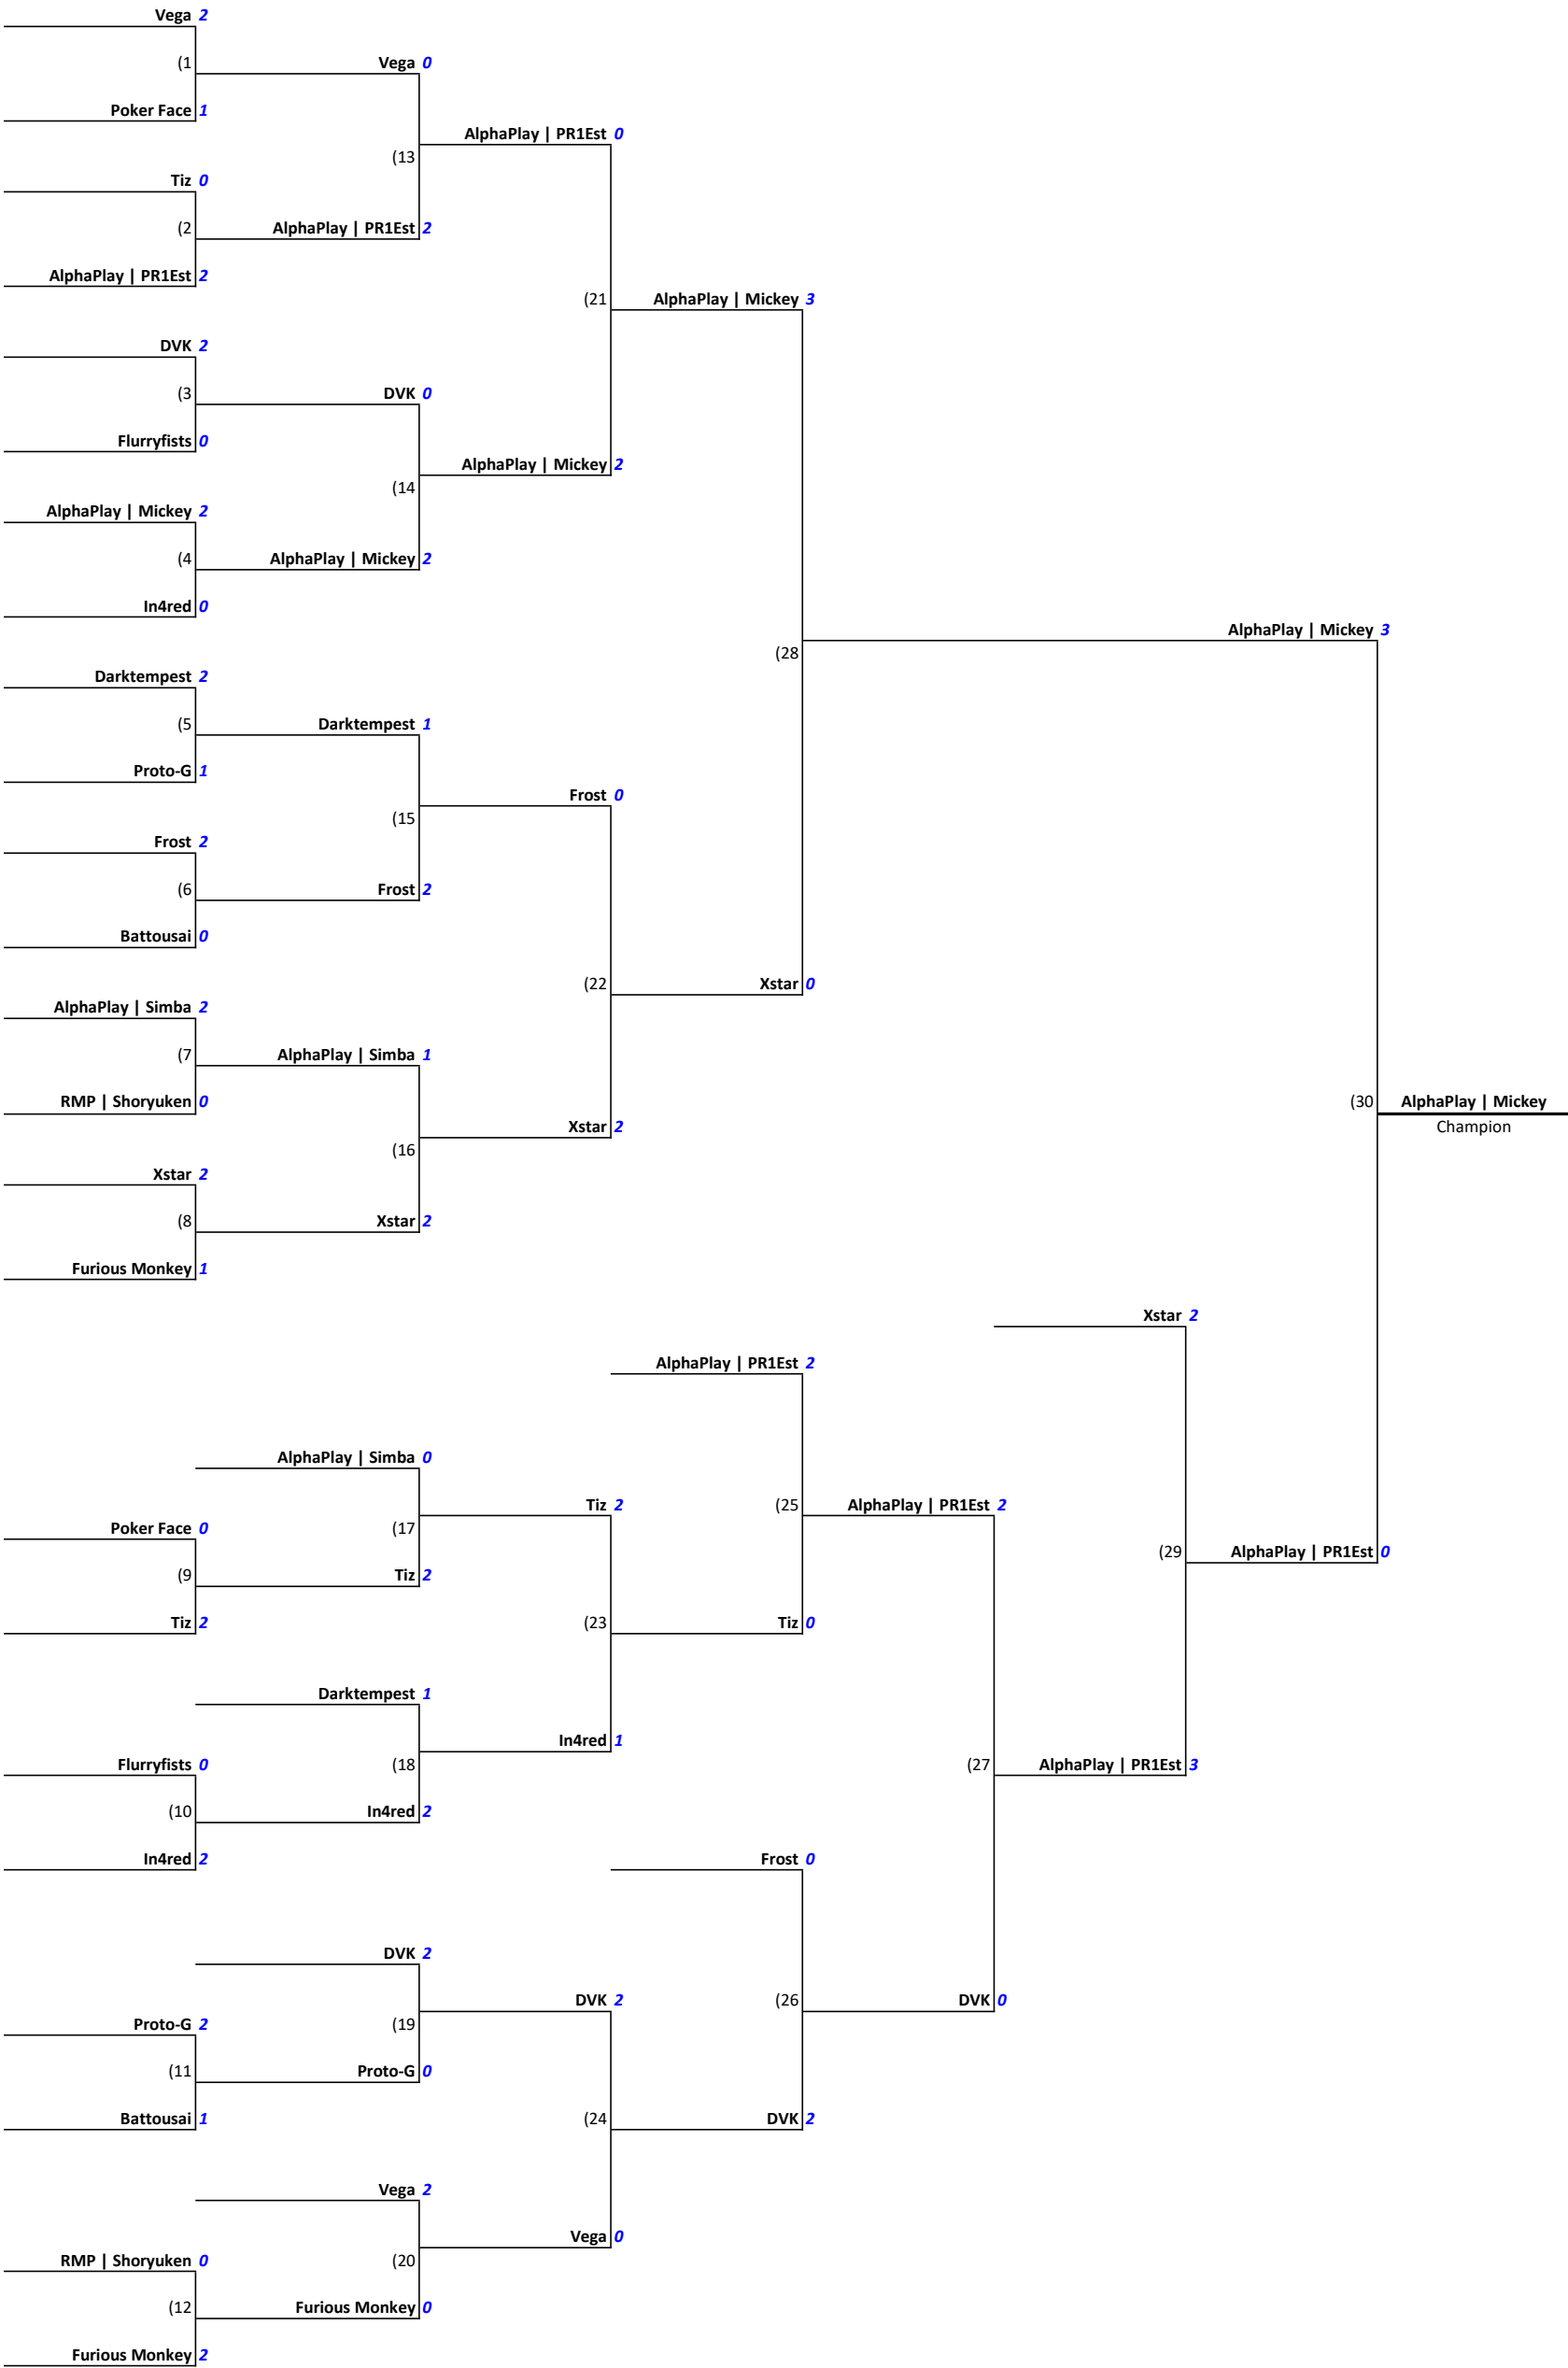 Vega 2
(1
Vega 0
Poker Face 1
AlphaPlay | PR1Est 0
(13
Tiz 0
(2
AlphaPlay | PR1Est 2
AlphaPlay | PR1Est 2
(21
AlphaPlay | Mickey 3
DVK 2
(3
DVK 0
Flurryfists 0
AlphaPlay | Mickey 2
(14
AlphaPlay | Mickey 2
(4
AlphaPlay | Mickey 2
In4red 0
AlphaPlay | Mickey 3
(28
Darktempest 2
(5
Darktempest 1
Proto-G 1
Frost 0
(15
Frost 2
(6
Frost 2
Battousai 0
(22
Xstar 0
AlphaPlay | Simba 2
(7
AlphaPlay | Simba 1
RMP | Shoryuken 0
(30
AlphaPlay | Mickey
Champion
Xstar 2
(16
Xstar 2
(8
Xstar 2
Furious Monkey 1
Xstar 2
AlphaPlay | PR1Est 2
AlphaPlay | Simba 0
Tiz 2
(25
AlphaPlay | PR1Est 2
Poker Face 0
(17
(29
AlphaPlay | PR1Est 0
(9
Tiz 2
Tiz 2
(23
Tiz 0
Darktempest 1
In4red 1
Flurryfists 0
(18
(27
AlphaPlay | PR1Est 3
(10
In4red 2
In4red 2
Frost 0
DVK 2
DVK 2
(26
DVK 0
Proto-G 2
(19
(11
Proto-G 0
Battousai 1
(24
DVK 2
Vega 2
Vega 0
RMP | Shoryuken 0
(20
(12
Furious Monkey 0
Furious Monkey 2